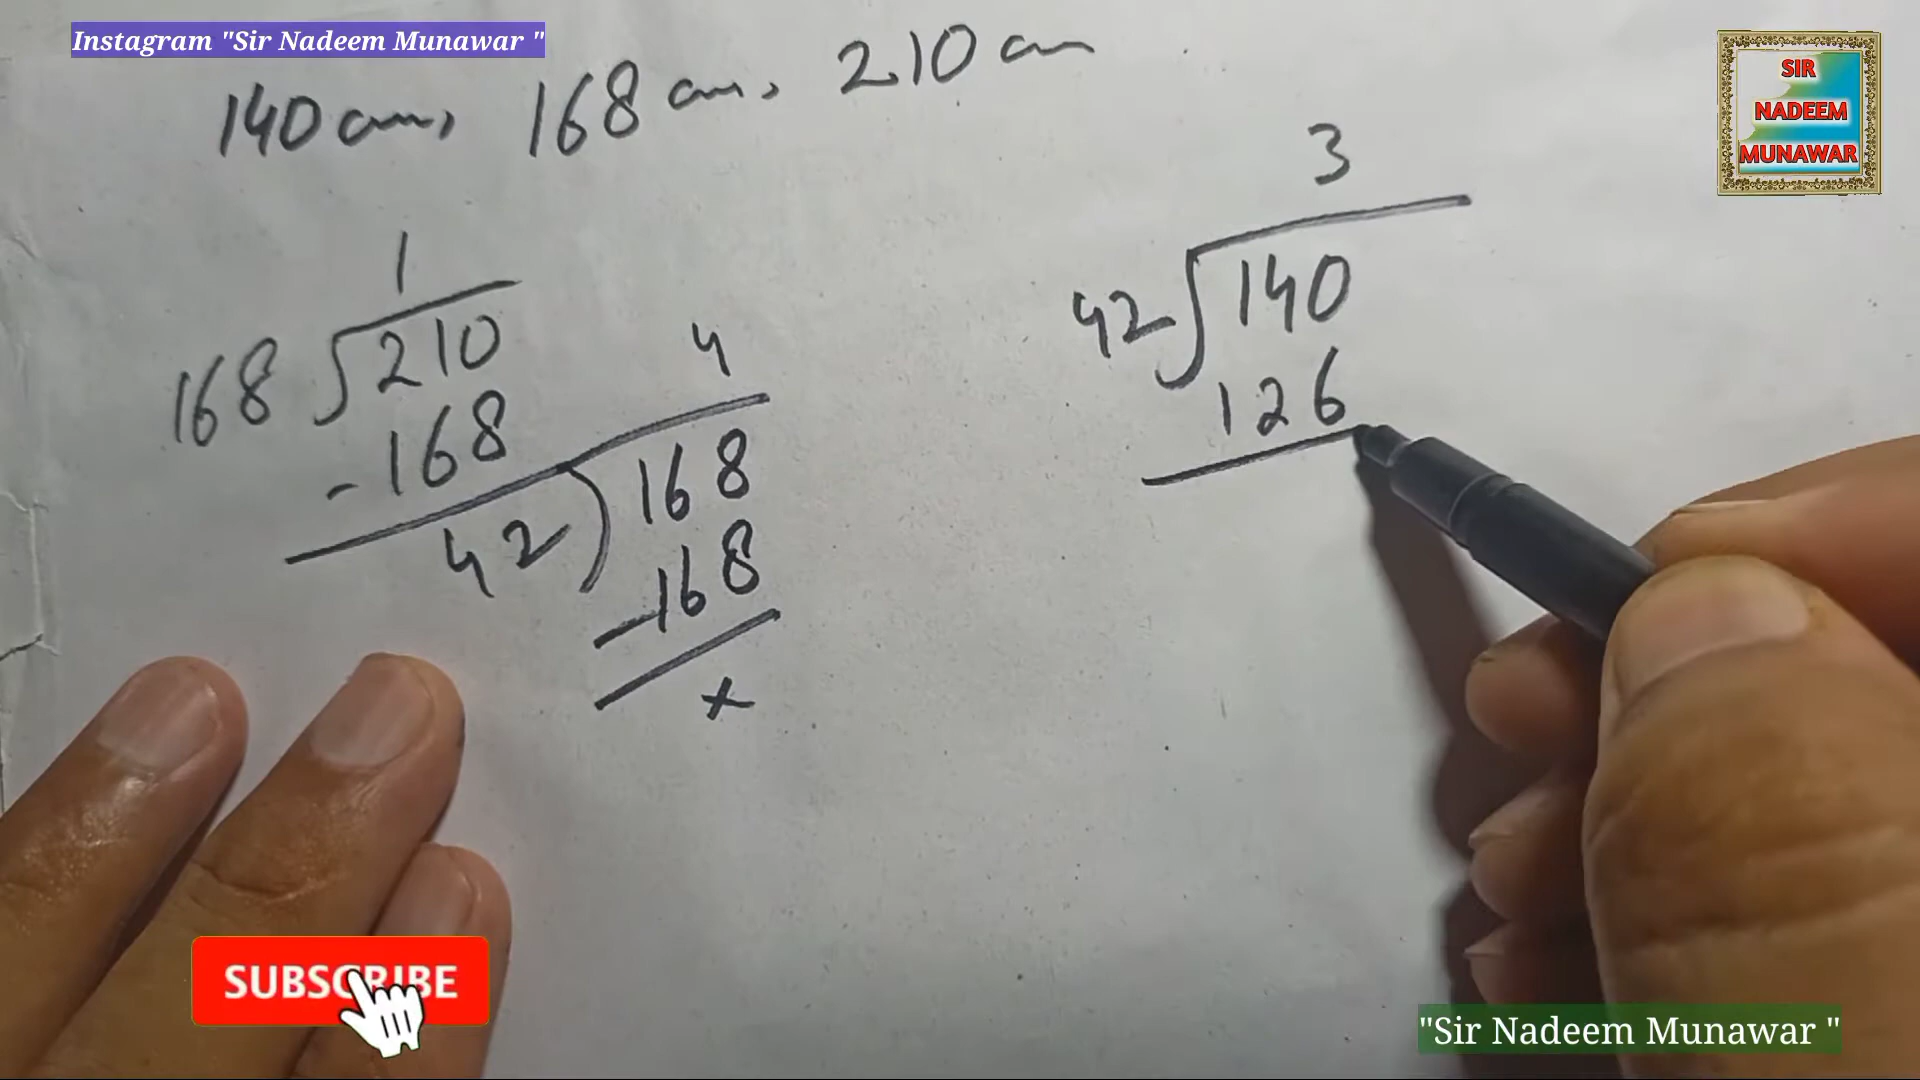 Instagram "Sir Nadeem Munawar "
SIR
NADEEM
MUNAWAR
140 cm, 168 cm, 210 cm
1
168 210
-168
4
42 168
-168
x
3
42 140
126
SUBSCRIBE
"Sir Nadeem Munawar "